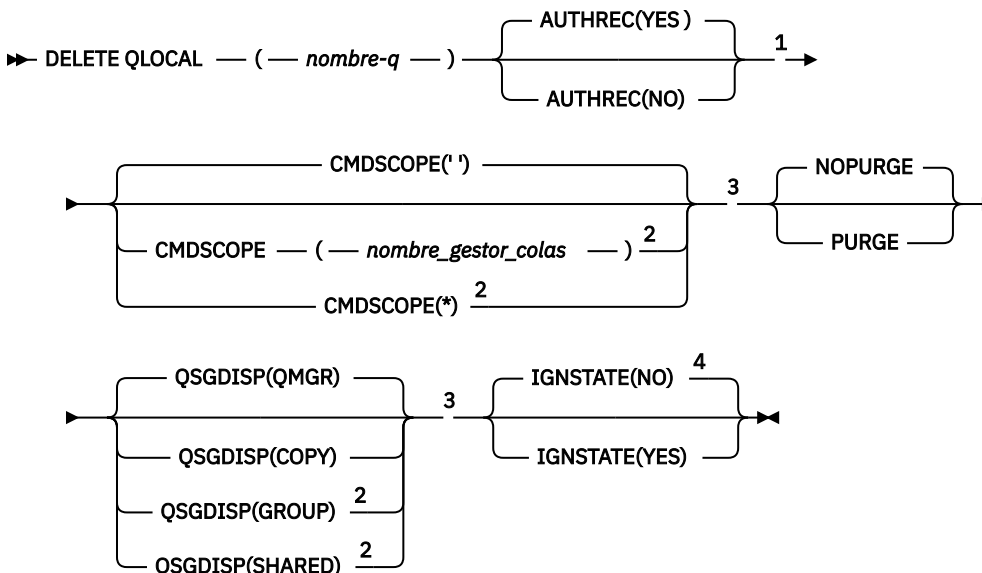 AUTHREC(YES )
DELETE QLOCAL ( nombre-q ) 1
AUTHREC(NO)
CMDSCOPE(' ')
3 NOPURGE
CMDSCOPE ( nombre_gestor_colas ) 2 PURGE
CMDSCOPE(*) 2
QSGDISP(QMGR) IGNSTATE(NO) 4
3
QSGDISP(COPY) IGNSTATE(YES)
QSGDISP(GROUP) 2
QSGDISP(SHARED) 2